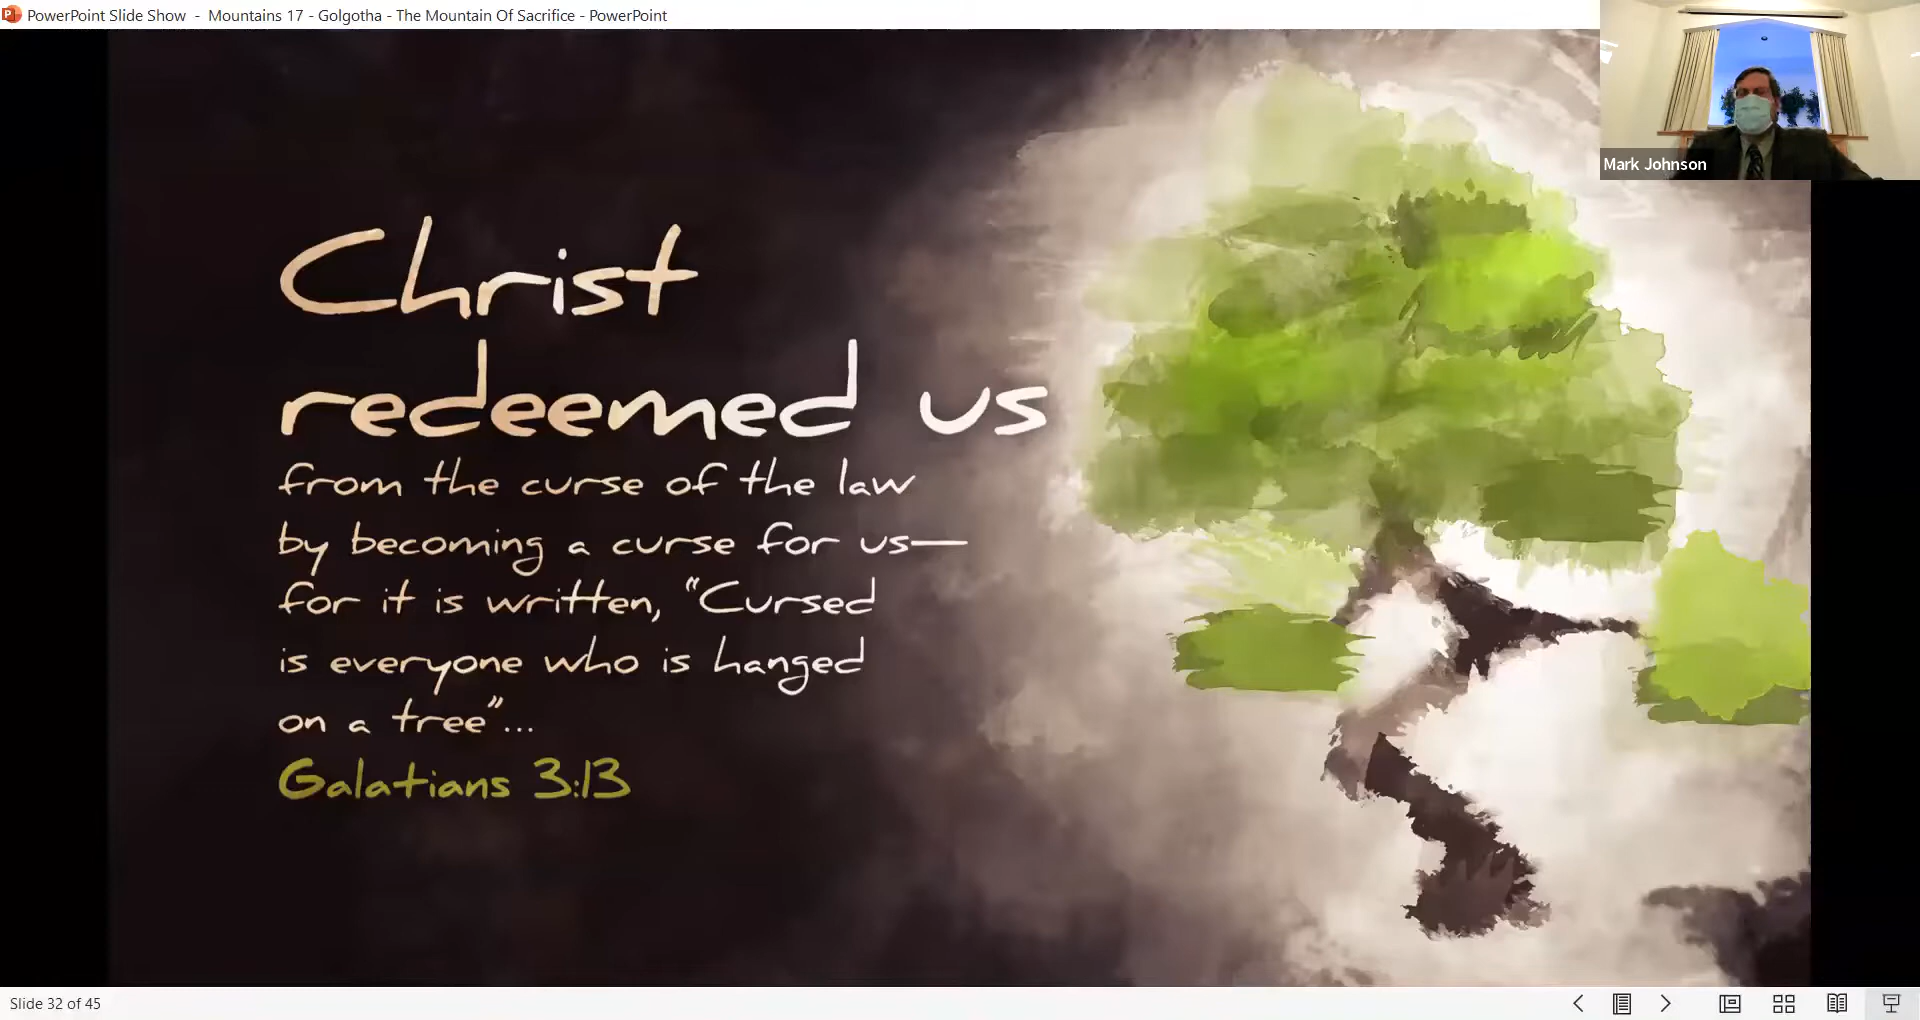 PowerPoint Slide Show - Mountains 17 - Golgotha - The Mountain Of Sacrifice - PowerPoint
Mark Johnson
Christ
redeemed us
from the curse of the law
by becoming a curse for us—
for it is written, "Cursed
is everyone who is hanged
on a tree"...
Galatians 3:13
Slide 32 of 45